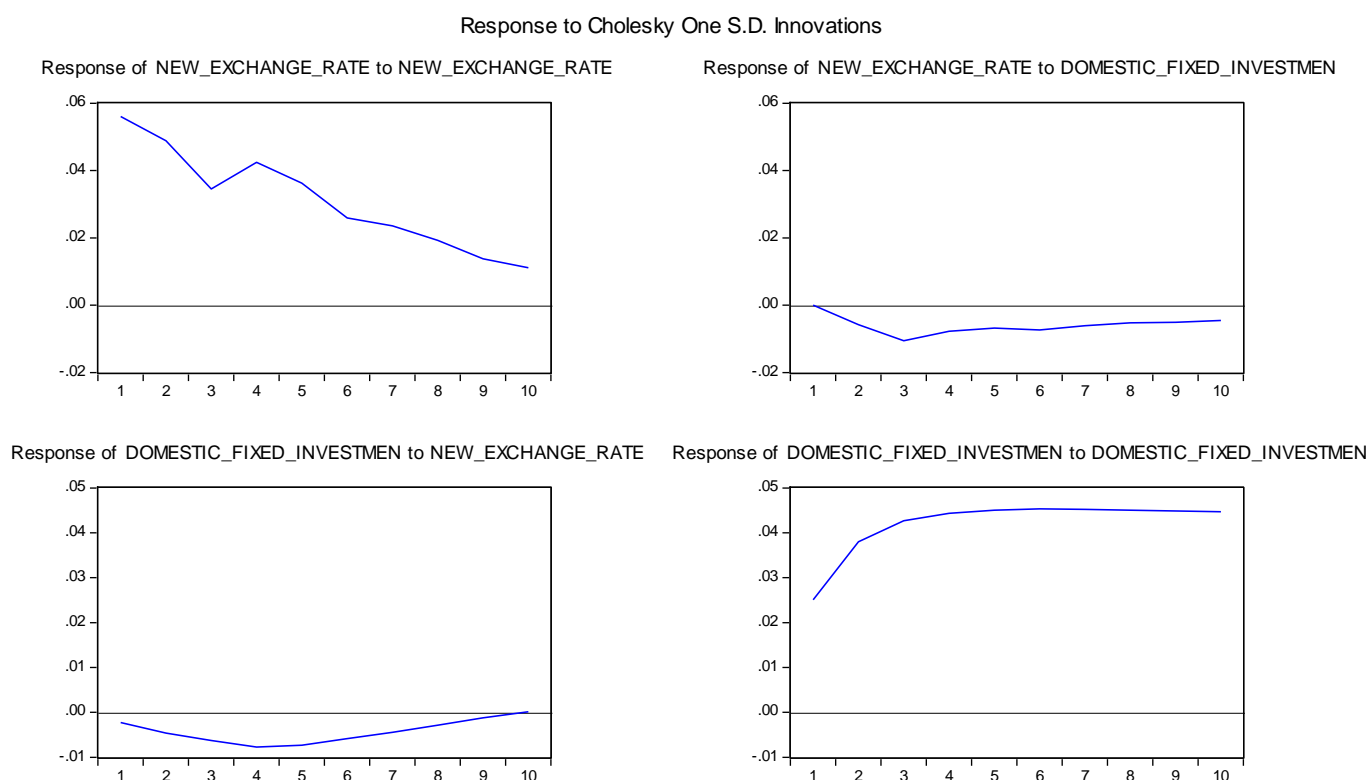 Response to Cholesky One S.D. Innovations
Response of NEW_EXCHANGE_RATE to NEW_EXCHANGE_RATE
Response of NEW_EXCHANGE_RATE to DOMESTIC_FIXED_INVESTMEN
.06
.04
.02
.00
-.02
1 2 3 4 5 6 7 8 9 10
.06
.04
.02
.00
-.02
1 2 3 4 5 6 7 8 9 10
Response of DOMESTIC_FIXED_INVESTMEN to NEW_EXCHANGE_RATE
Response of DOMESTIC_FIXED_INVESTMEN to DOMESTIC_FIXED_INVESTMEN
.05
.04
.03
.02
.01
.00
-.01
1 2 3 4 5 6 7 8 9 10
.05
.04
.03
.02
.01
.00
-.01
1 2 3 4 5 6 7 8 9 10